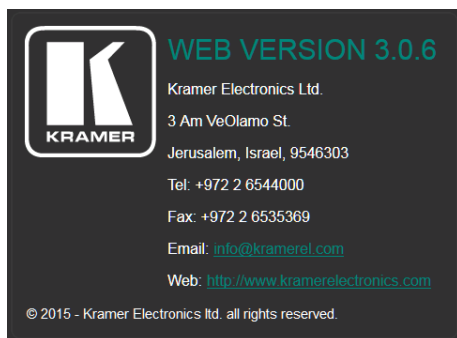 KRAMER
WEB VERSION 3.0.6
Kramer Electronics Ltd.
3 Am VeOlamo St.
Jerusalem, Israel, 9546303
Tel: +972 2 6544000
Fax: +972 2 6535369
Email: info@kramerel.com
Web: http://www.kramerelectronics.com
© 2015 - Kramer Electronics ltd. all rights reserved.